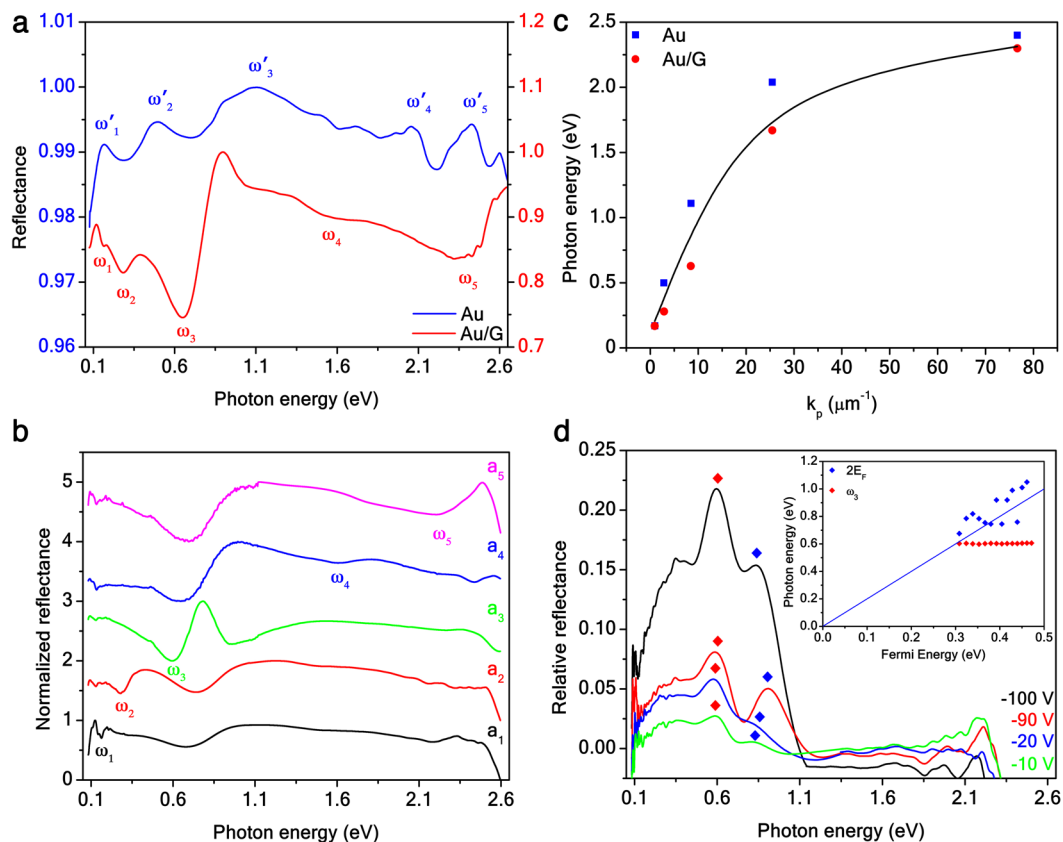 a
1.01
1.00
0.99
0.98
0.97
0.96
Reflectance
1.2
1.1
1.0
0.9
0.8
0.7
ω′1
ω′2
ω′3
ω′4
ω′5
ω1
ω2
ω3
ω4
ω5
Au
Au/G
0.1 0.6 1.1 1.6 2.1 2.6
Photon energy (eV)
c
2.5
2.0
1.5
1.0
0.5
0.0
Photon energy (eV)
Au
Au/G
0 10 20 30 40 50 60 70 80
kp (μm-1)
b
5
4
3
2
1
0
Normalized reflectance
a5
ω5
a4
ω4
a3
ω3
a2
ω2
a1
ω1
0.1 0.6 1.1 1.6 2.1 2.6
Photon energy (eV)
d
0.25
0.20
0.15
0.10
0.05
0.00
Relative reflectance
1.2
1.0
0.8
0.6
0.4
0.2
0.0
Photon energy (eV)
2EF
ω3
0.0 0.1 0.2 0.3 0.4 0.5
Fermi Energy (eV)
-100 V
-90 V
-20 V
-10 V
0.1 0.6 1.1 1.6 2.1 2.6
Photon energy (eV)